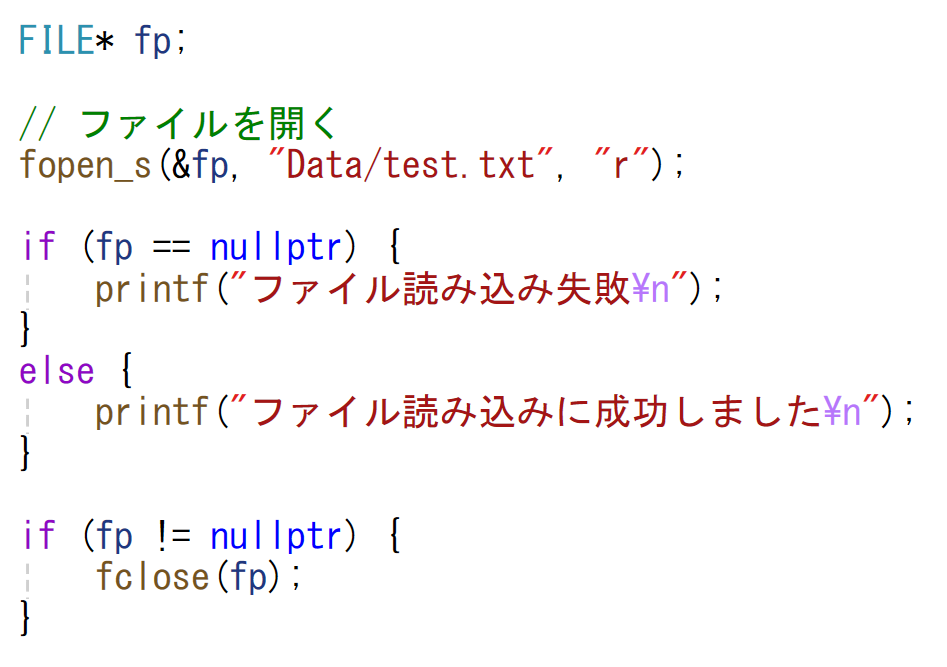 FILE* fp;
// ファイルを開く
fopen_s(&fp, "Data/test.txt", "r");
if (fp == nullptr) {
printf("ファイル読み込み失敗¥n");
}
else {
printf("ファイル読み込みに成功しました¥n");
}
if (fp != nullptr) {
fclose(fp);
}